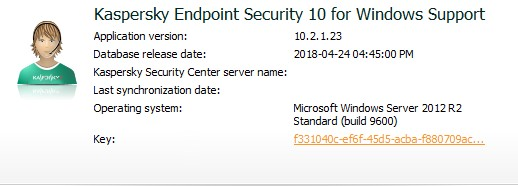 Kaspersky Endpoint Security 10 for Windows Support
Application version: 10.2.1.23
Database release date: 2018-04-24 04:45:00 PM
Kaspersky Security Center server name:
Last synchronization date:
Operating system: Microsoft Windows Server 2012 R2
Standard (build 9600)
Key: f331040c-ef6f-45d5-acba-f880709ac...